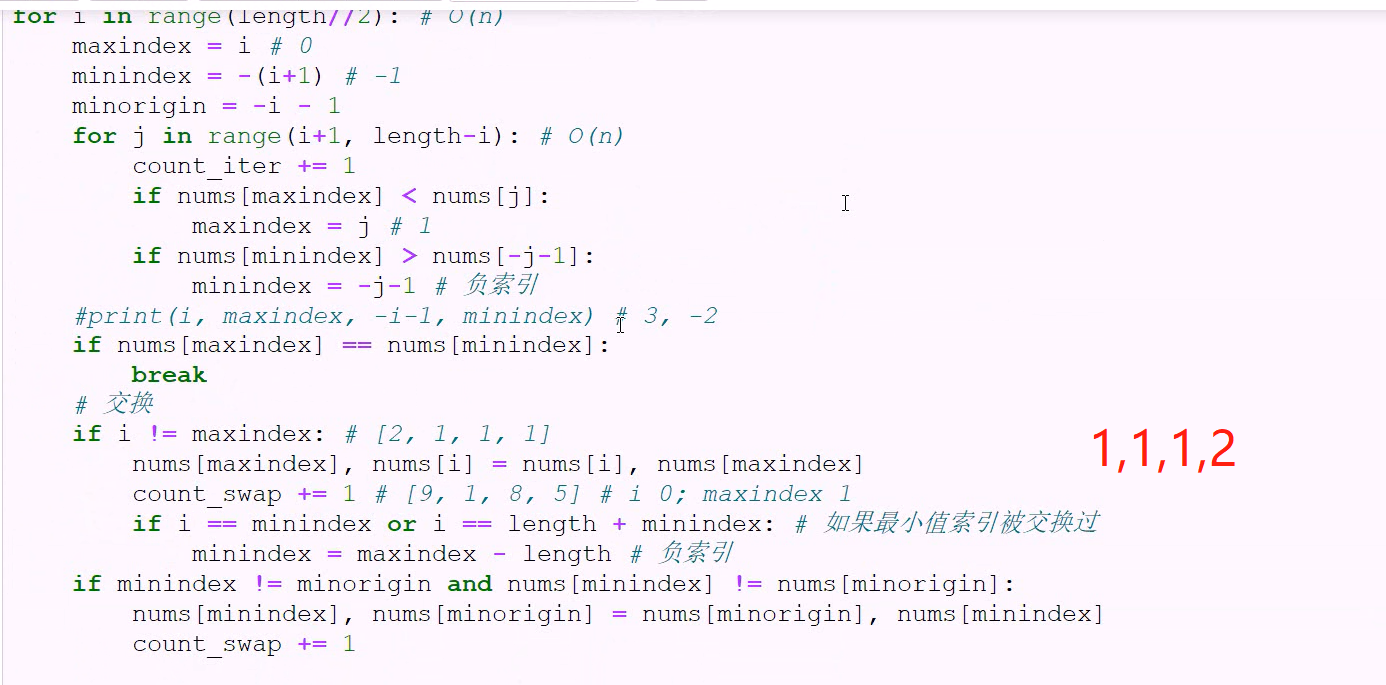 for i in range(length//2): # O(n)
    maxindex = i # 0
    minindex = -(i+1) # -1
    minorigin = -i - 1
    for j in range(i+1, length-i): # O(n)
        count_iter += 1
        if nums[maxindex] < nums[j]:
            maxindex = j # 1
        if nums[minindex] > nums[-j-1]:
            minindex = -j-1 # 负索引
    #print(i, maxindex, -i-1, minindex) # 3, -2
    if nums[maxindex] == nums[minindex]:
        break
    # 交换
    if i != maxindex: # [2, 1, 1, 1]
        nums[maxindex], nums[i] = nums[i], nums[maxindex]
        count_swap += 1 # [9, 1, 8, 5] # i 0; maxindex 1
        if i == minindex or i == length + minindex: # 如果最小值索引被交换过
            minindex = maxindex - length # 负索引
    if minindex != minorigin and nums[minindex] != nums[minorigin]:
        nums[minindex], nums[minorigin] = nums[minorigin], nums[minindex]
        count_swap += 1
1,1,1,2